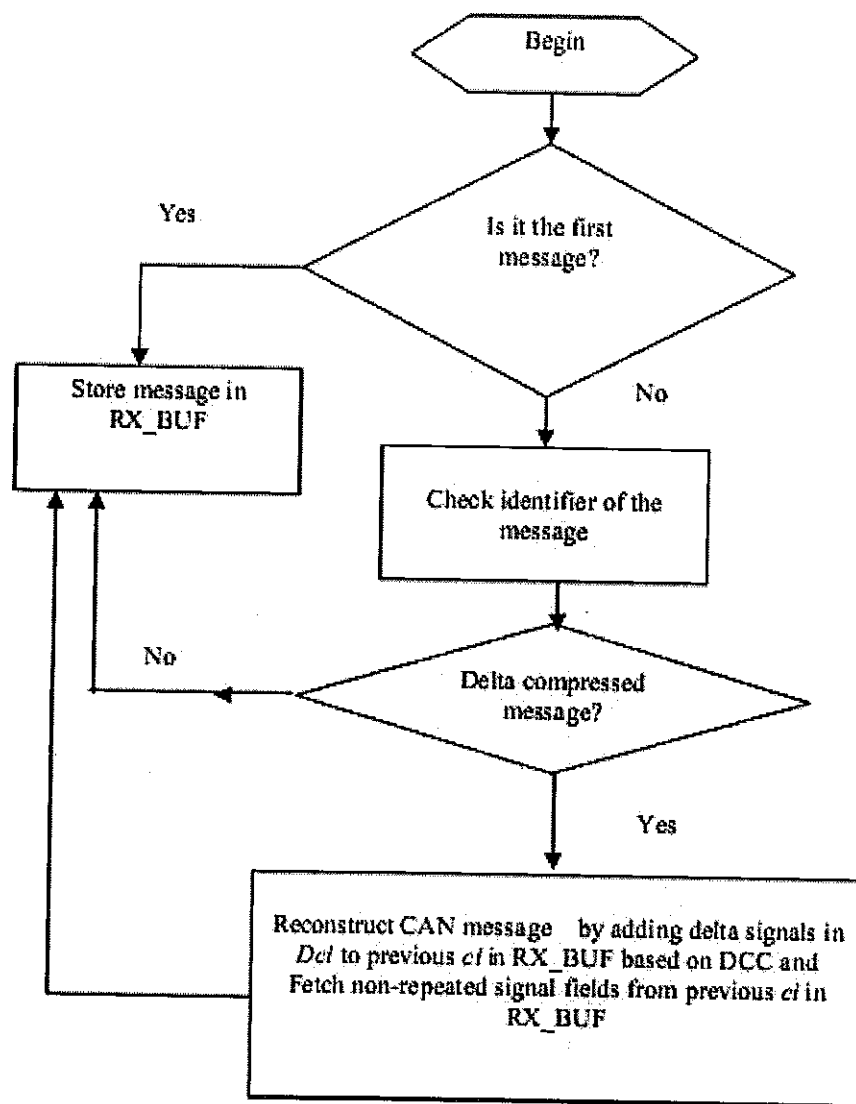 Begin
Yes
Is it the first
message?
Store message in
RX_BUF
No
Check identifier of the
message
No
Delta compressed
message?
Yes
Reconstruct CAN message by adding delta signals in
Dci to previous ci in RX_BUF based on DCC and
Fetch non-repeated signal fields from previous ci in
RX_BUF